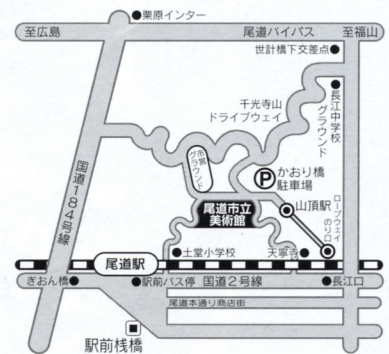 栗原インター
至広島
尾道バイパス
至福山
世計橋下交差点
長江中学校
グラウンド
千光寺山
ドライブウェイ
市営
グラウンド
P
かおり橋
駐車場
国道184号線
山頂駅
ロープウェイ
のり口
尾道市立
美術館
土堂小学校
天寧寺
尾道駅
ぎおん橋
駅前バス停
国道2号線
長江口
尾道本通り商店街
駅前桟橋